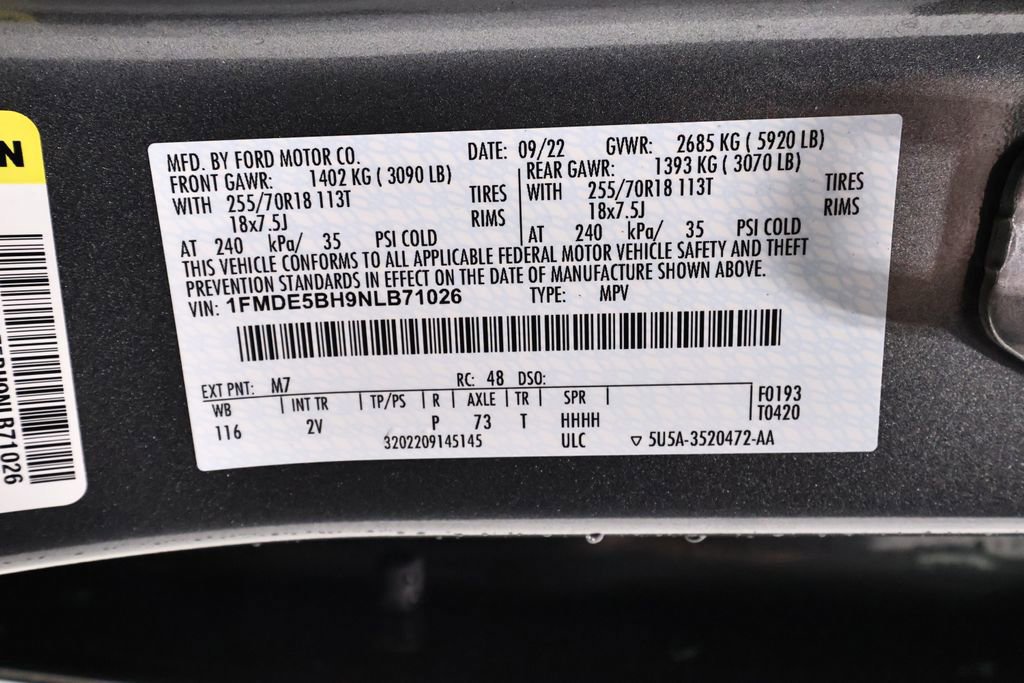 N
MFD. BY FORD MOTOR CO. DATE: 09/22 GVWR: 2685 KG ( 5920 LB)
FRONT GAWR: 1402 KG ( 3090 LB) REAR GAWR: 1393 KG ( 3070 LB)
WITH 255/70R18 113T TIRES WITH 255/70R18 113T TIRES
18x7.5J RIMS 18x7.5J RIMS
AT 240 kPa/ 35 PSI COLD AT 240 kPa/ 35 PSI COLD
THIS VEHICLE CONFORMS TO ALL APPLICABLE FEDERAL MOTOR VEHICLE SAFETY AND THEFT
PREVENTION STANDARDS IN EFFECT ON THE DATE OF MANUFACTURE SHOWN ABOVE.
VIN: 1FMDE5BH9NLB71026 TYPE: MPV
EXT PNT: M7 RC: 48 DSO:
WB | INT TR | TP/PS | R | AXLE | TR | SPR F0193
116 2V P 73 T HHHH T0420
3202209145145 ULC ▽ 5U5A-3520472-AA